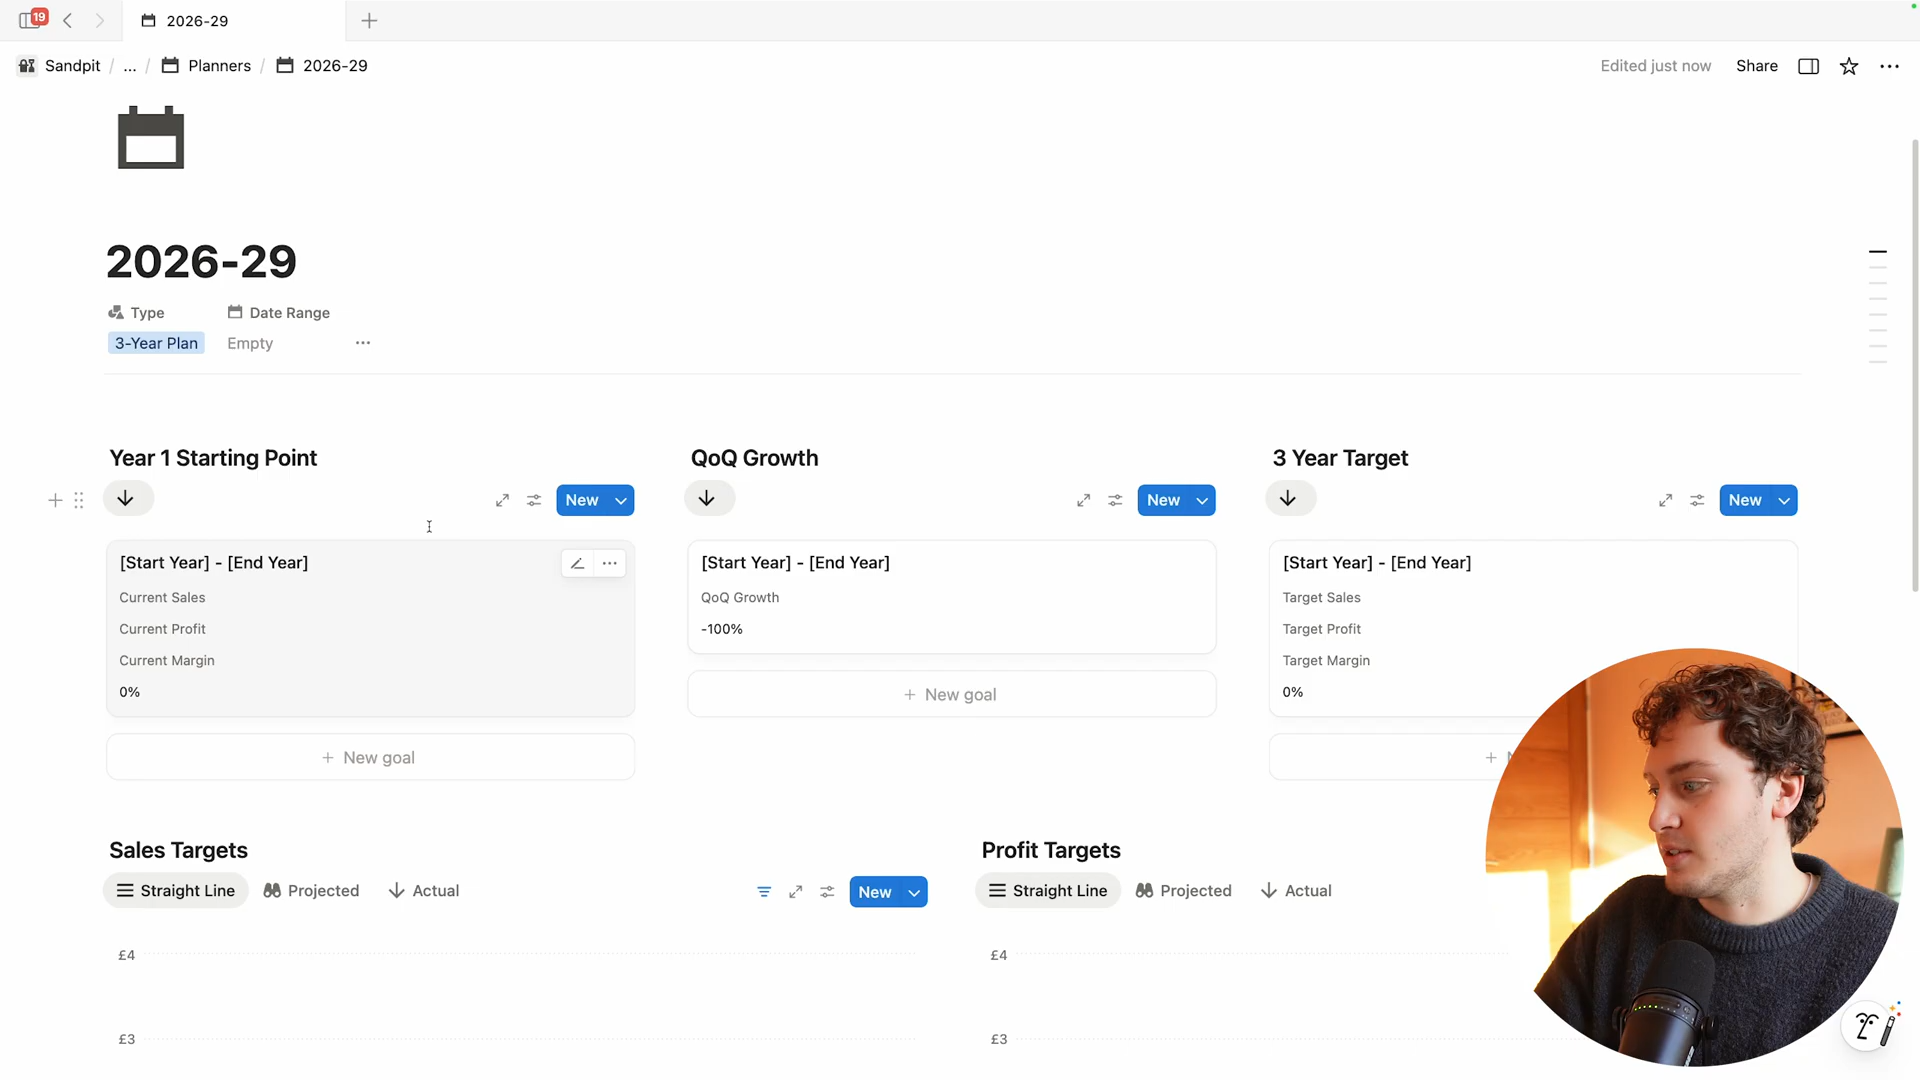 19
2026-29
Sandpit / ... / Planners / 2026-29
Edited just now
Share
2026-29
Type
Date Range
3-Year Plan
Empty
Year 1 Starting Point
New
[Start Year] - [End Year]
Current Sales
Current Profit
Current Margin
0%
+ New goal
QoQ Growth
New
[Start Year] - [End Year]
QoQ Growth
-100%
+ New goal
3 Year Target
New
[Start Year] - [End Year]
Target Sales
Target Profit
Target Margin
0%
Sales Targets
Straight Line
Projected
Actual
New
£4
£3
Profit Targets
Straight Line
Projected
Actual
£4
£3